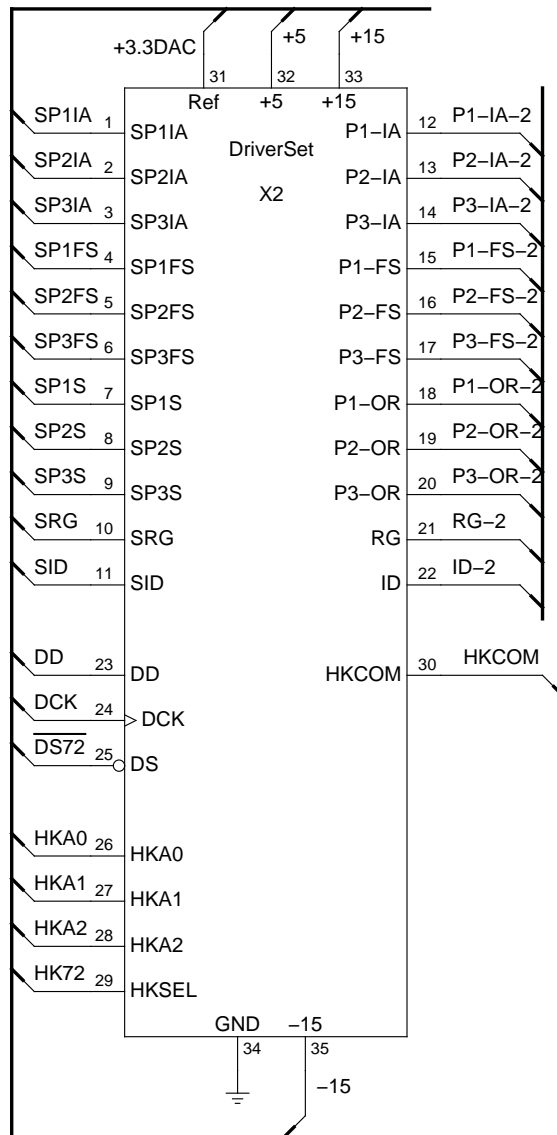 +3.3DAC
+5
+15
31
32
33
Ref
+5
+15
DriverSet
X2
SP1IA 1 SP1IA
SP2IA 2 SP2IA
SP3IA 3 SP3IA
SP1FS 4 SP1FS
SP2FS 5 SP2FS
SP3FS 6 SP3FS
SP1S 7 SP1S
SP2S 8 SP2S
SP3S 9 SP3S
SRG 10 SRG
SID 11 SID
DD 23 DD
DCK 24 DCK
DS72 25 DS
HKA0 26 HKA0
HKA1 27 HKA1
HKA2 28 HKA2
HK72 29 HKSEL
P1−IA 12 P1−IA−2
P2−IA 13 P2−IA−2
P3−IA 14 P3−IA−2
P1−FS 15 P1−FS−2
P2−FS 16 P2−FS−2
P3−FS 17 P3−FS−2
P1−OR 18 P1−OR−2
P2−OR 19 P2−OR−2
P3−OR 20 P3−OR−2
RG 21 RG−2
ID 22 ID−2
HKCOM 30 HKCOM
GND
−15
34
35
−15